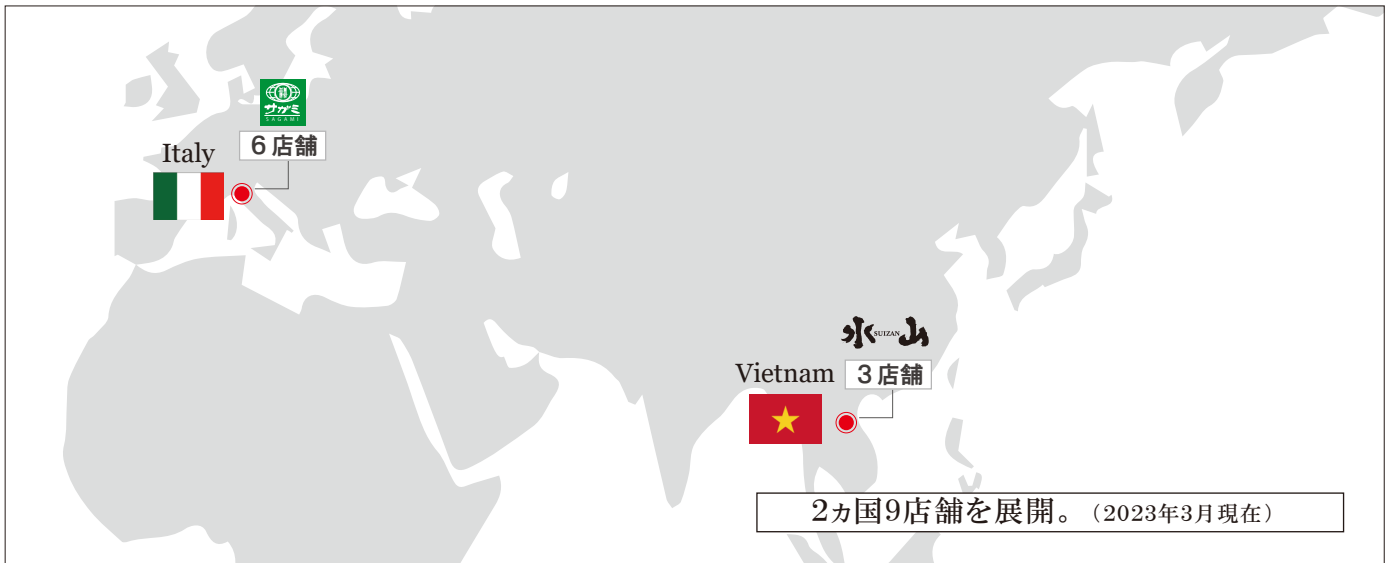 サガミ
SAGAMI
6店舗
Italy
水 SUIZAN 山
Vietnam
3店舗
2ヵ国9店舗を展開。（2023年3月現在）